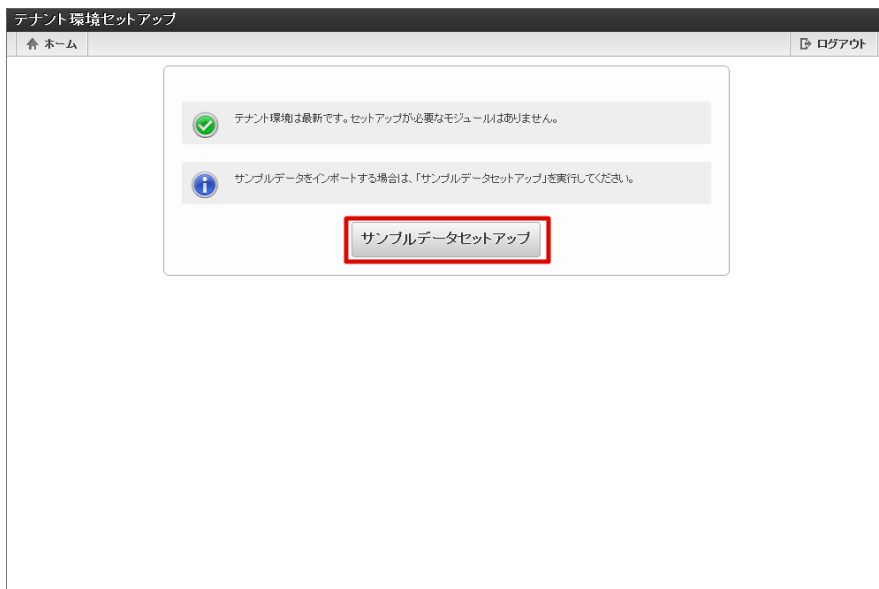 テナント環境セットアップ
ホーム ログアウト
テナント環境は最新です。セットアップが必要なモジュールはありません。
サンプルデータをインポートする場合は、「サンプルデータセットアップ」を実行してください。
サンプルデータセットアップ